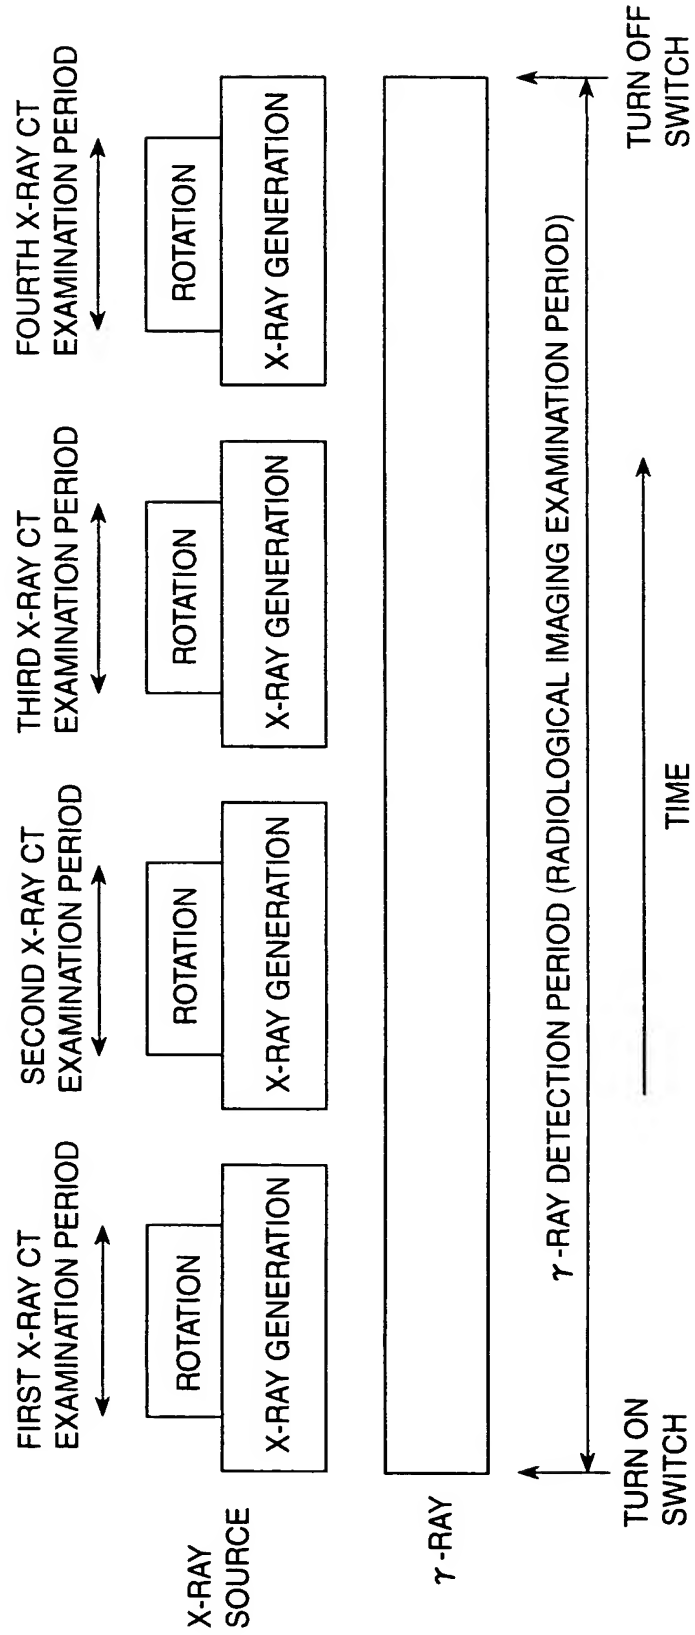 FIRST X-RAY CT
EXAMINATION PERIOD
SECOND X-RAY CT
EXAMINATION PERIOD
THIRD X-RAY CT
EXAMINATION PERIOD
FOURTH X-RAY CT
EXAMINATION PERIOD
X-RAY
SOURCE
ROTATION
X-RAY GENERATION
ROTATION
X-RAY GENERATION
ROTATION
X-RAY GENERATION
ROTATION
X-RAY GENERATION
γ-RAY
γ-RAY DETECTION PERIOD (RADIOLOGICAL IMAGING EXAMINATION PERIOD)
TURN ON
SWITCH
TIME
TURN OFF
SWITCH